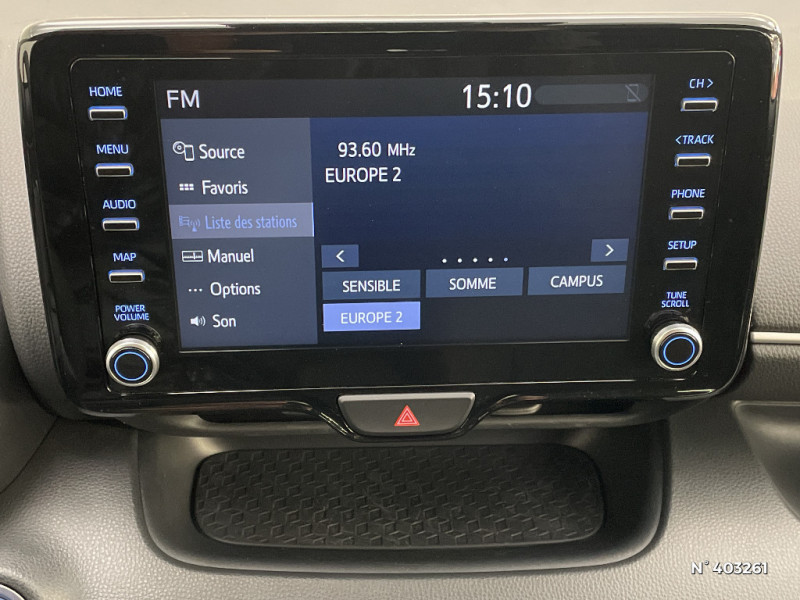 HOME
MENU
AUDIO
MAP
POWER
VOLUME
FM
15:10
Source
Favoris
Liste des stations
Manuel
Options
Son
93.60 MHz
EUROPE 2
<
>
SENSIBLE
SOMME
CAMPUS
EUROPE 2
CH >
<TRACK
PHONE
SETUP
TUNE
SCROLL
N° 403261